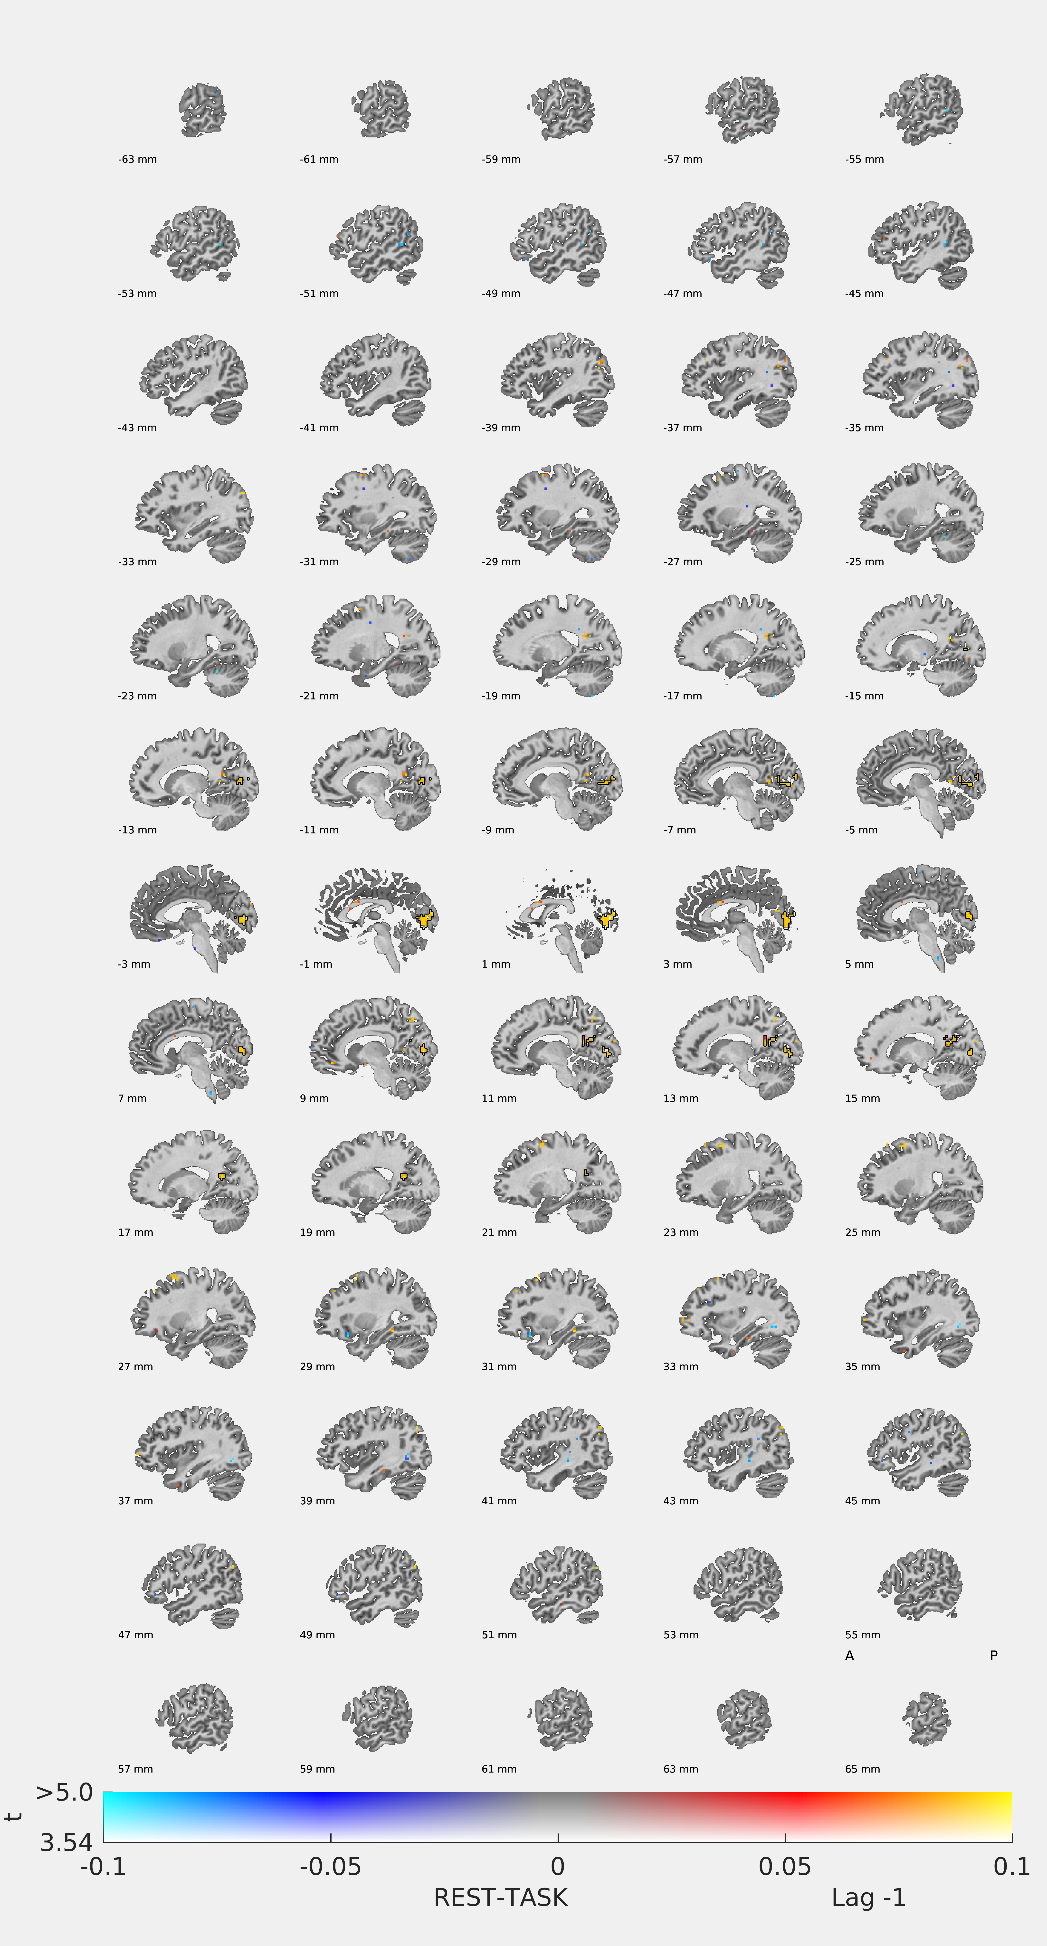 -63 mm -61 mm -59 mm -57 mm -55 mm
-53 mm -51 mm -49 mm -47 mm -45 mm
-43 mm -41 mm -39 mm -37 mm -35 mm
-33 mm -31 mm -29 mm -27 mm -25 mm
-23 mm -21 mm -19 mm -17 mm -15 mm
-13 mm -11 mm -9 mm -7 mm -5 mm
-3 mm -1 mm 1 mm 3 mm 5 mm
7 mm 9 mm 11 mm 13 mm 15 mm
17 mm 19 mm 21 mm 23 mm 25 mm
27 mm 29 mm 31 mm 33 mm 35 mm
37 mm 39 mm 41 mm 43 mm 45 mm
47 mm 49 mm 51 mm 53 mm 55 mm
A P
57 mm 59 mm 61 mm 63 mm 65 mm
>5.0
t
3.54
-0.1 -0.05 0 0.05 0.1
REST-TASK Lag -1